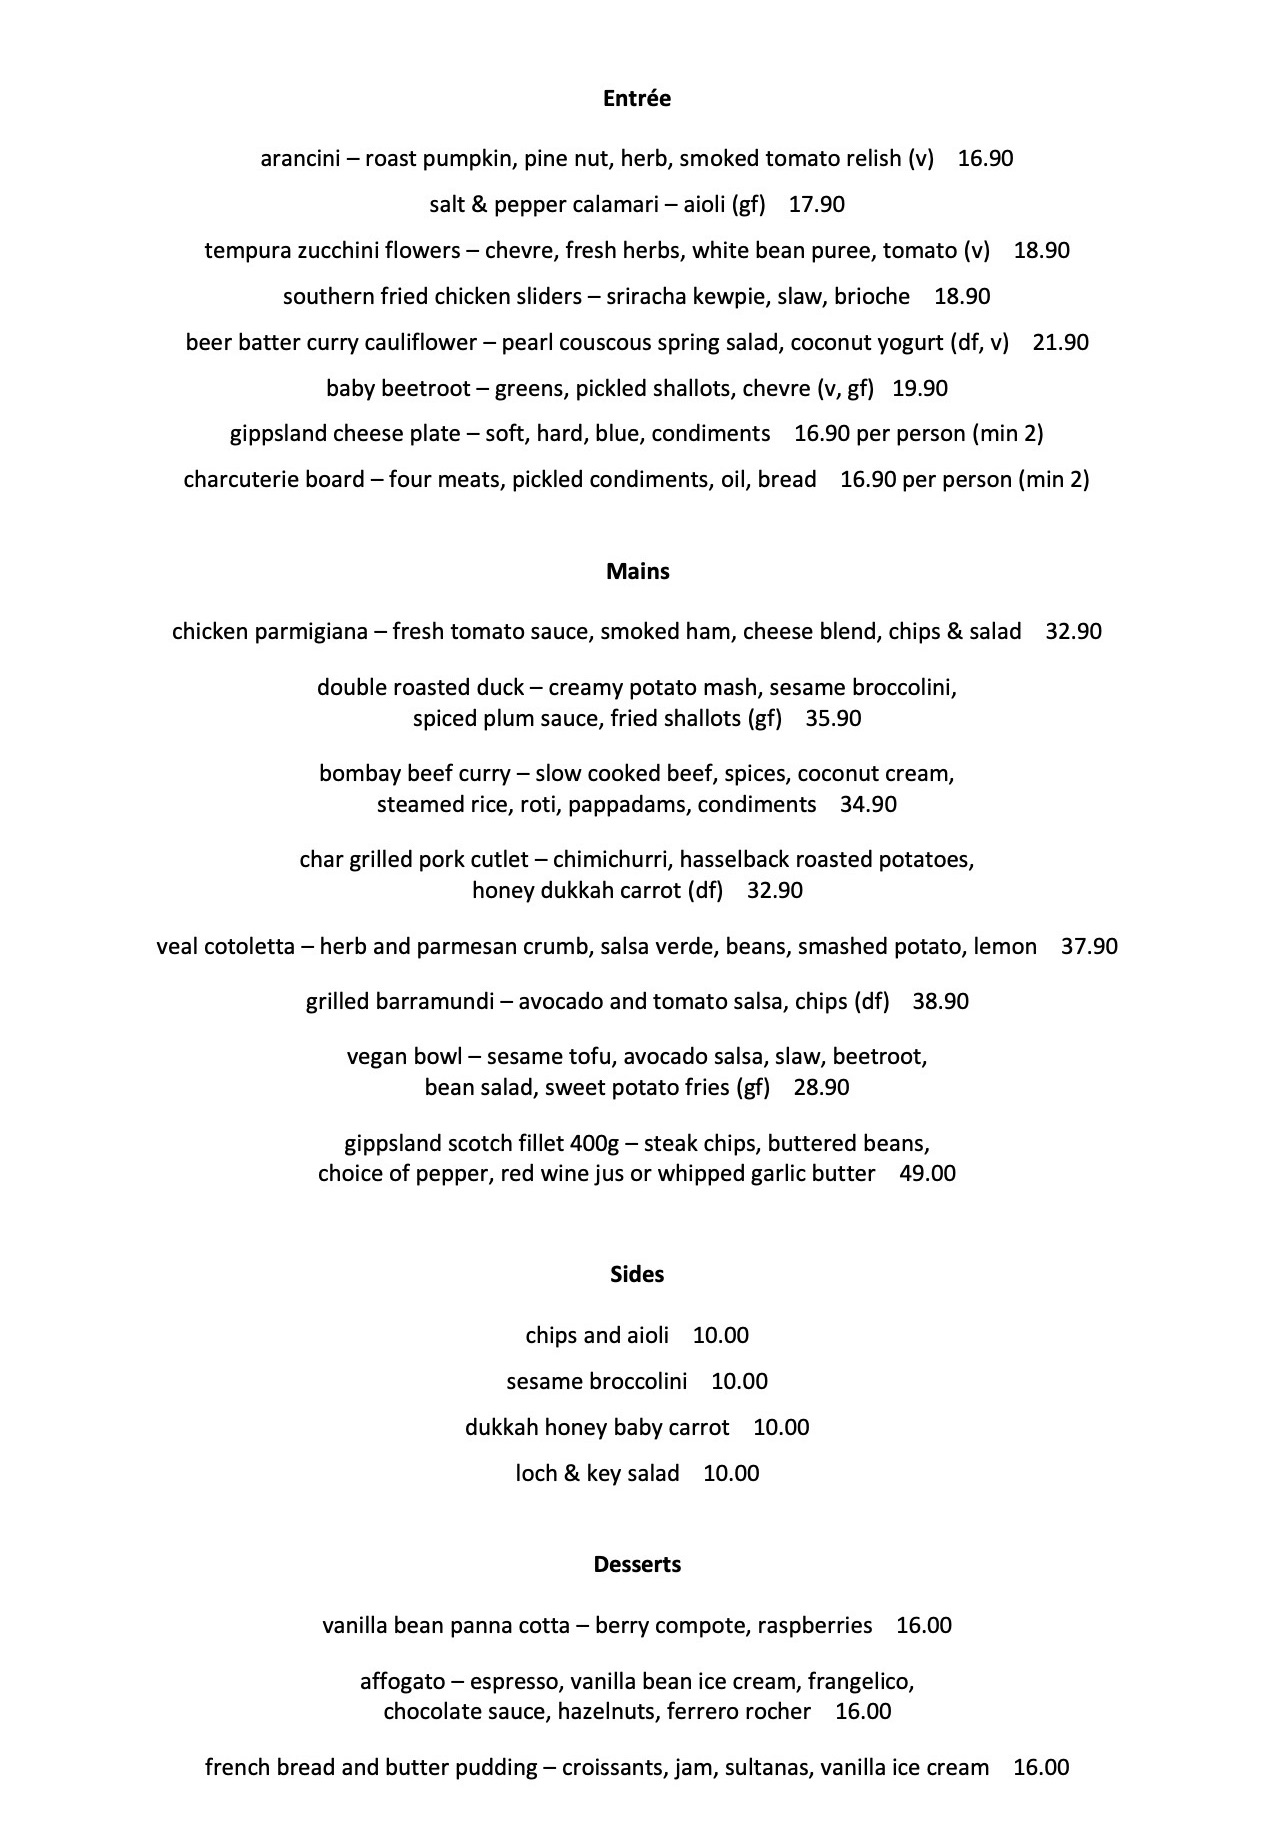 Entrée
arancini – roast pumpkin, pine nut, herb, smoked tomato relish (v) 16.90
salt & pepper calamari – aioli (gf) 17.90
tempura zucchini flowers – chevre, fresh herbs, white bean puree, tomato (v) 18.90
southern fried chicken sliders – sriracha kewpie, slaw, brioche 18.90
beer batter curry cauliflower – pearl couscous spring salad, coconut yogurt (df, v) 21.90
baby beetroot – greens, pickled shallots, chevre (v, gf) 19.90
gippsland cheese plate – soft, hard, blue, condiments 16.90 per person (min 2)
charcuterie board – four meats, pickled condiments, oil, bread 16.90 per person (min 2)
Mains
chicken parmigiana – fresh tomato sauce, smoked ham, cheese blend, chips & salad 32.90
double roasted duck – creamy potato mash, sesame broccolini,
spiced plum sauce, fried shallots (gf) 35.90
bombay beef curry – slow cooked beef, spices, coconut cream,
steamed rice, roti, pappadams, condiments 34.90
char grilled pork cutlet – chimichurri, hasselback roasted potatoes,
honey dukkah carrot (df) 32.90
veal cotoletta – herb and parmesan crumb, salsa verde, beans, smashed potato, lemon 37.90
grilled barramundi – avocado and tomato salsa, chips (df) 38.90
vegan bowl – sesame tofu, avocado salsa, slaw, beetroot,
bean salad, sweet potato fries (gf) 28.90
gippsland scotch fillet 400g – steak chips, buttered beans,
choice of pepper, red wine jus or whipped garlic butter 49.00
Sides
chips and aioli 10.00
sesame broccolini 10.00
dukkah honey baby carrot 10.00
loch & key salad 10.00
Desserts
vanilla bean panna cotta – berry compote, raspberries 16.00
affogato – espresso, vanilla bean ice cream, frangelico,
chocolate sauce, hazelnuts, ferrero rocher 16.00
french bread and butter pudding – croissants, jam, sultanas, vanilla ice cream 16.00